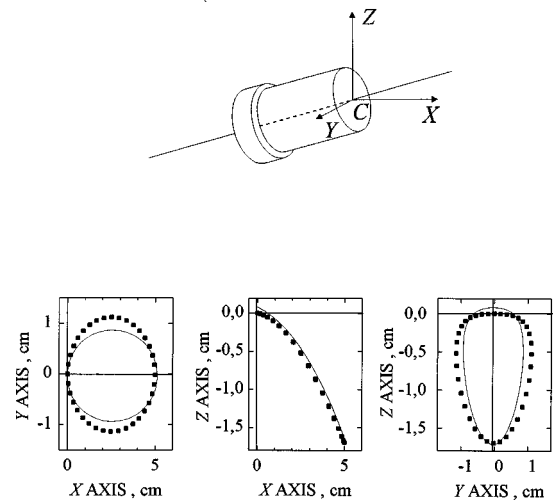 Z
C
X
Y
Y AXIS , cm
1
0
-1
0
5
X AXIS , cm
Z AXIS , cm
0,0
-0,5
-1,0
-1,5
0
5
X AXIS , cm
Z AXIS , cm
0,0
-0,5
-1,0
-1,5
-1
0
1
Y AXIS , cm